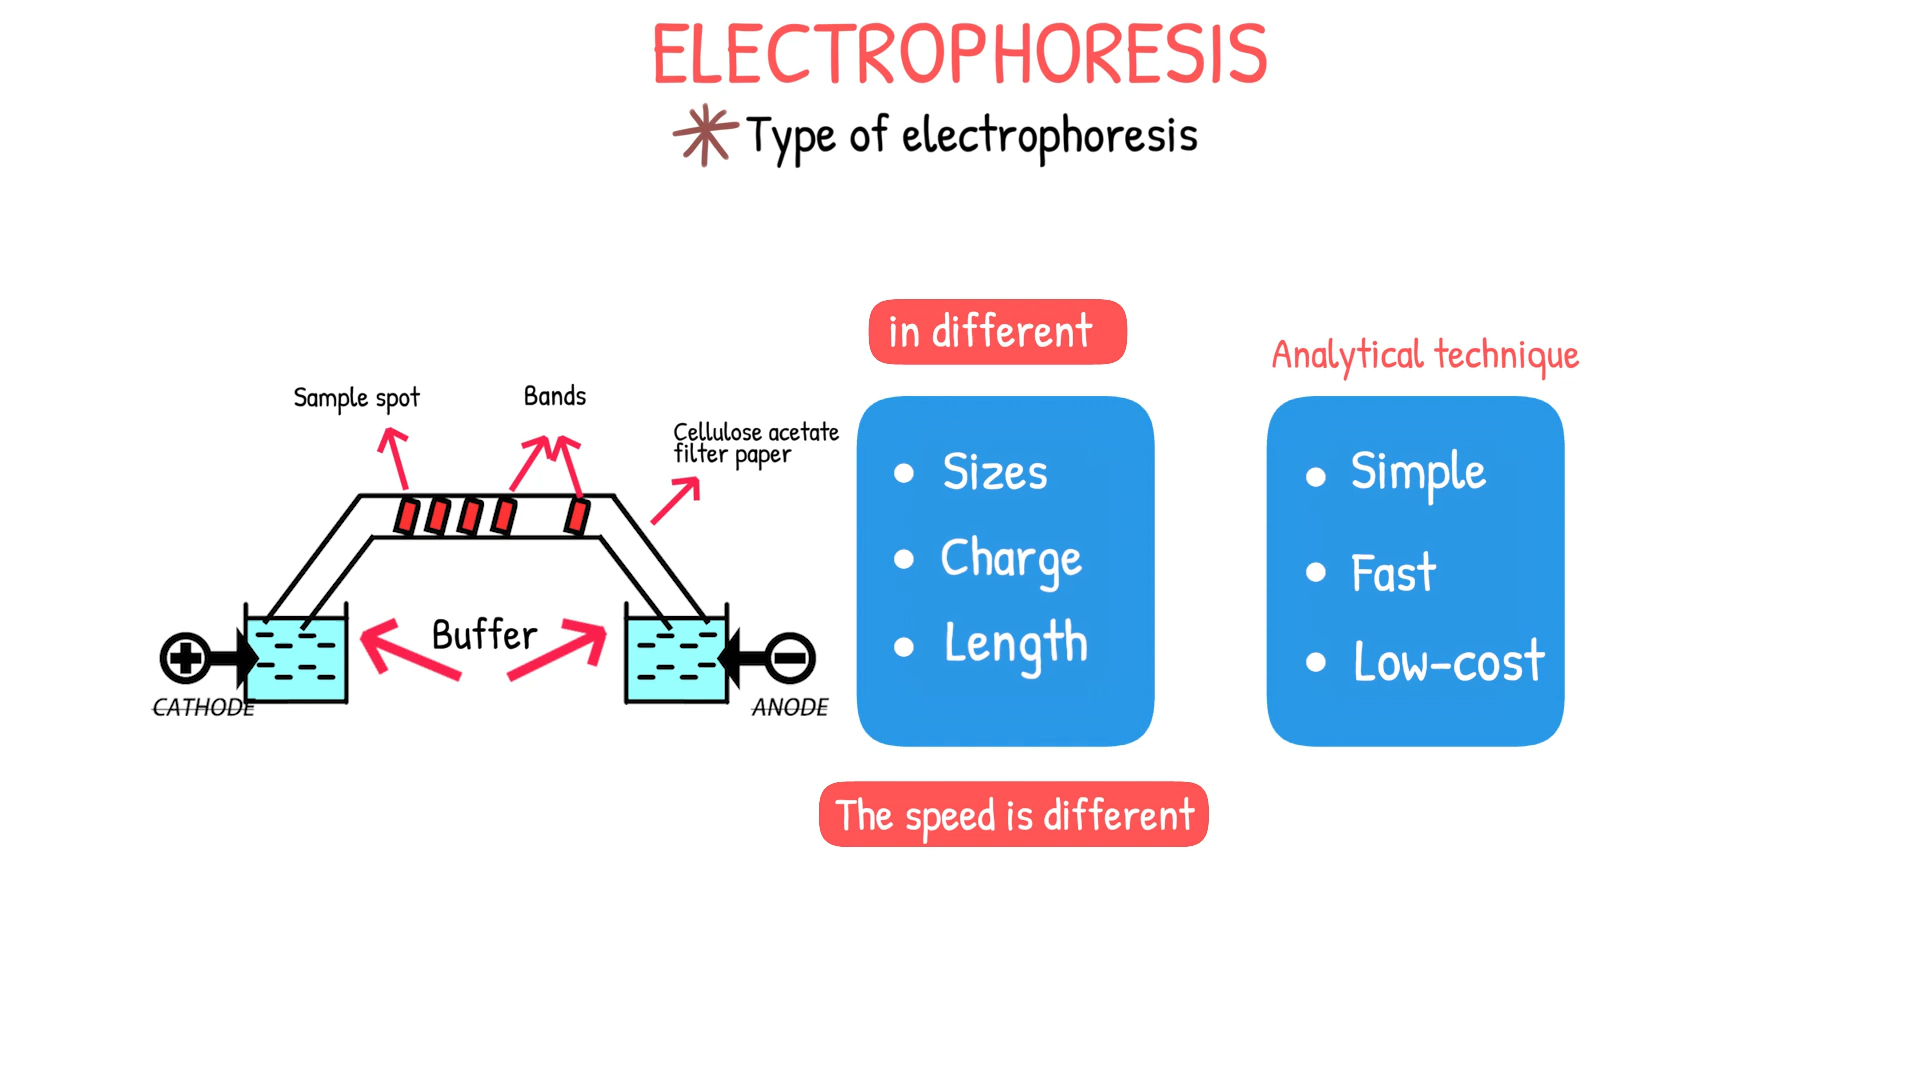 ELECTROPHORESIS
Type of electrophoresis
Sample spot
Bands
Cellulose acetate
filter paper
Buffer
CATHODE
ANODE
in different
Sizes
Charge
Length
The speed is different
Analytical technique
Simple
Fast
Low-cost